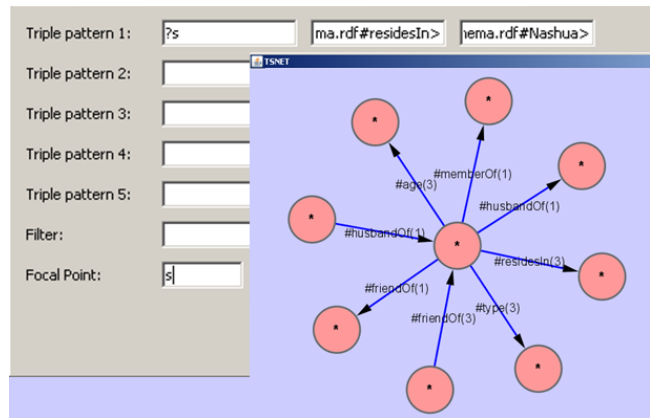 Triple pattern 1: ?s ma.rdf#residesIn> nema.rdf#Nashua>
TSNET
Triple pattern 2:
Triple pattern 3:
Triple pattern 4:
Triple pattern 5:
Filter:
Focal Point: s
*
*
#memberOf(1)
*
#age(3)
#husbandOf(1)
*
#husbandOf(1)
*
#residesIn(3)
*
#friendOf(1)
#type(3)
#friendOf(3)
*
*
*